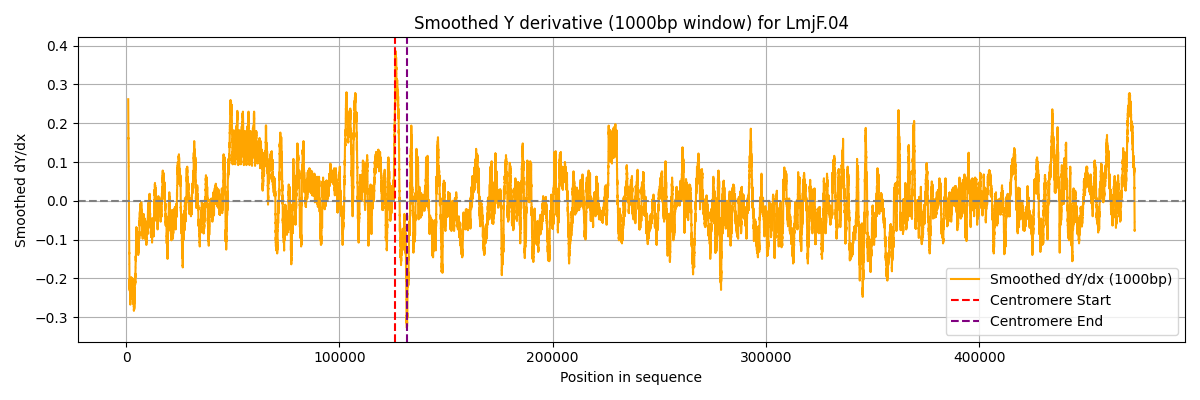 Smoothed Y derivative (1000bp window) for LmjF.04
Smoothed dY/dx
0.4
0.3
0.2
0.1
0.0
−0.1
−0.2
−0.3
Smoothed dY/dx (1000bp)
Centromere Start
Centromere End
0
100000
200000
300000
400000
Position in sequence